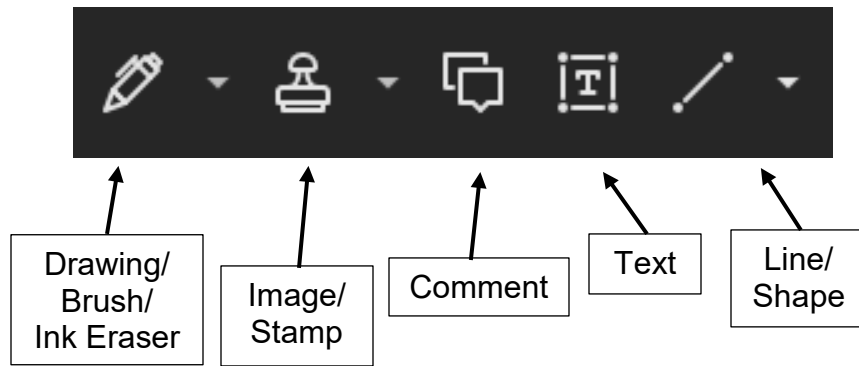 T
Drawing/
Brush/
Ink Eraser
Image/
Stamp
Comment
Text
Line/
Shape